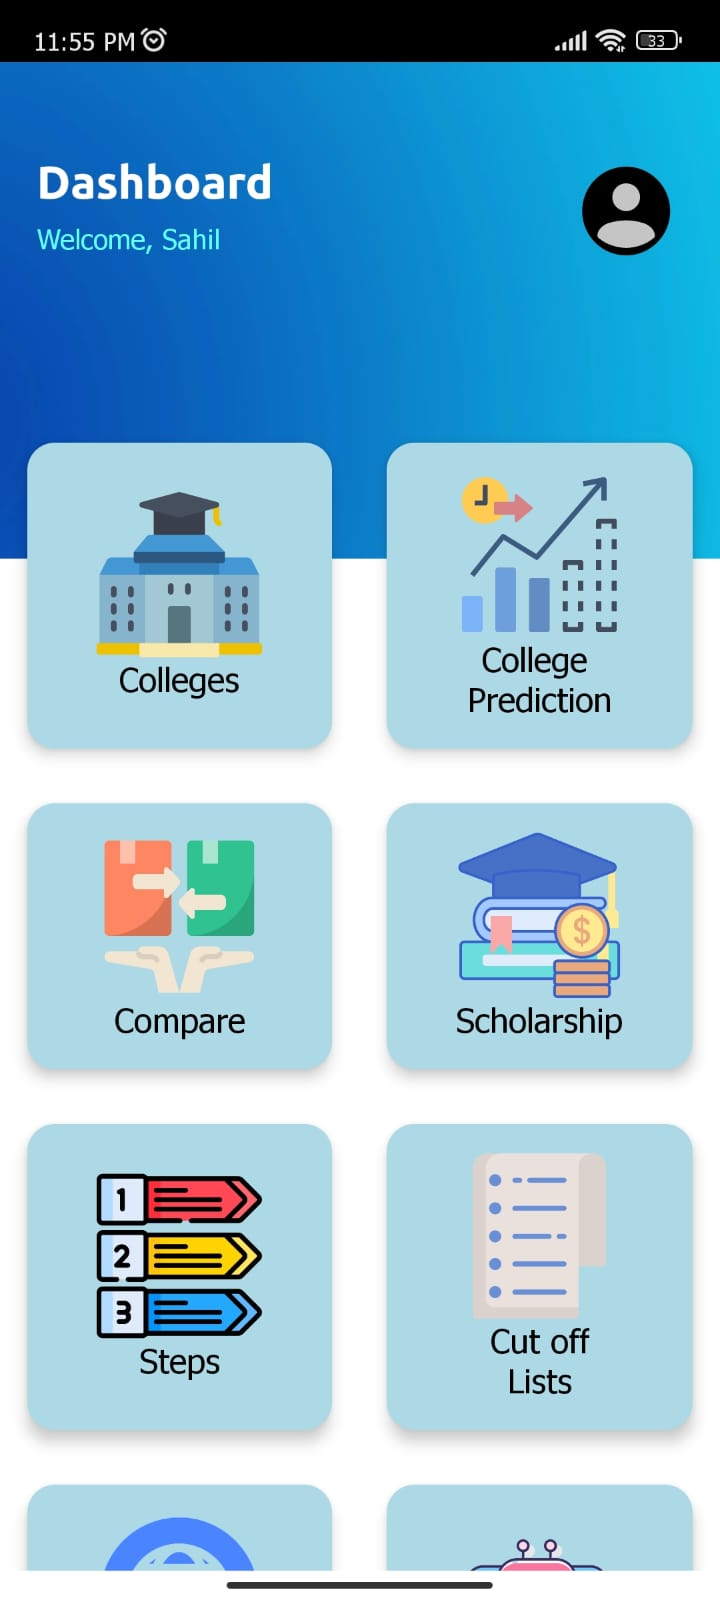 11:55 PM
33
Dashboard
Welcome, Sahil
Colleges
College
Prediction
Compare
$
Scholarship
1
2
3
Steps
Cut off
Lists